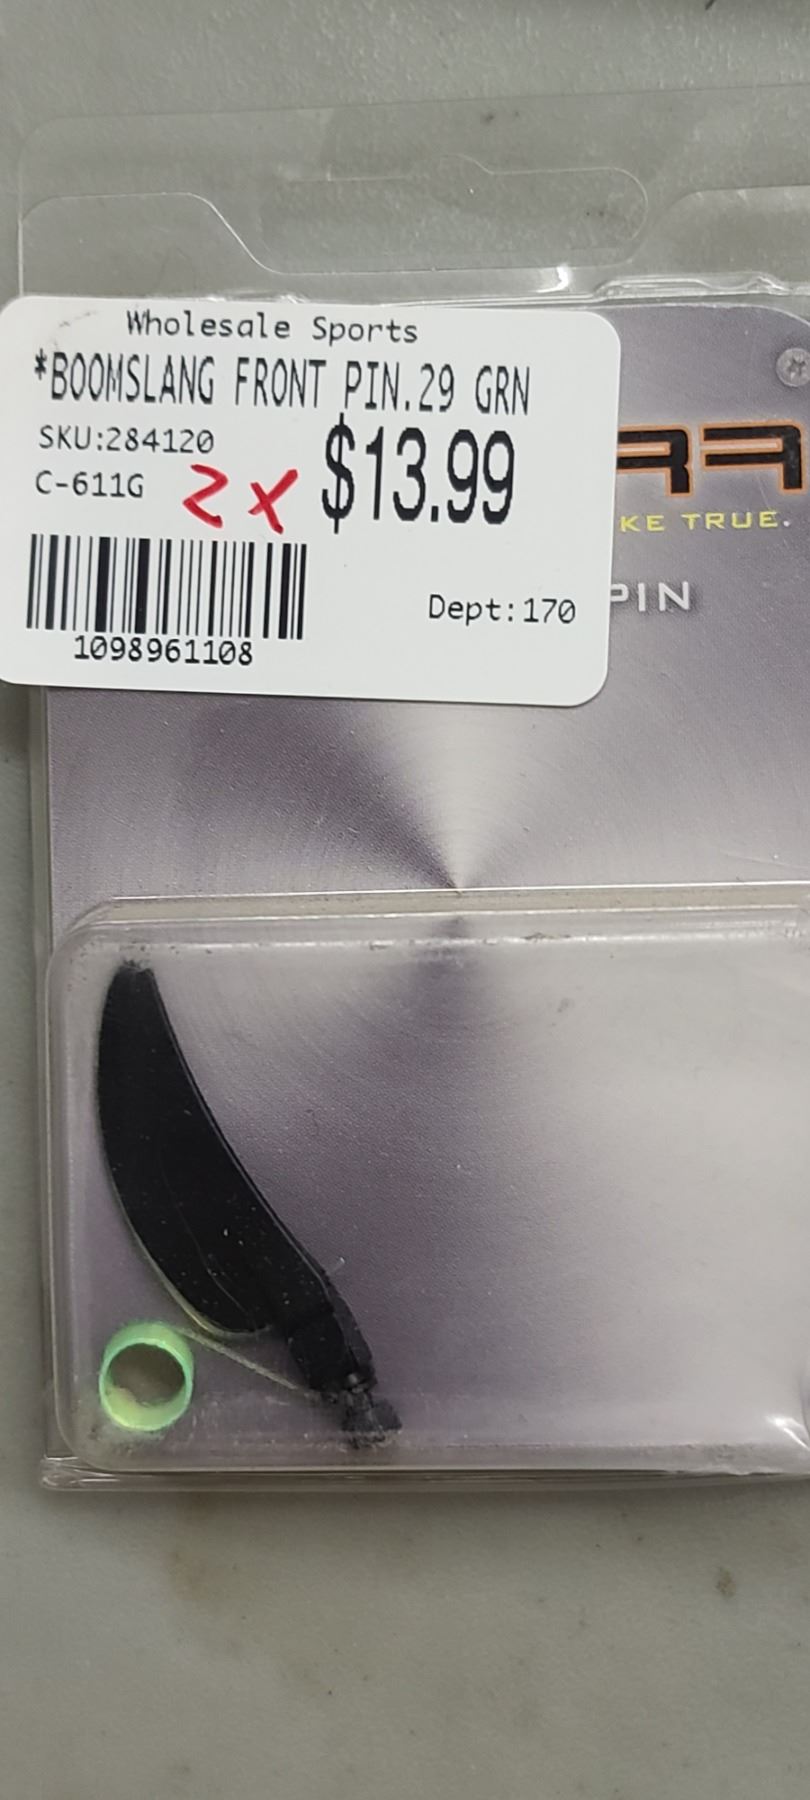 Wholesale Sports
*BOOMSLANG FRONT PIN.29 GRN
SKU:284120
$13.99
C-611G
2X
KE TRUE.
PIN
Dept:170
1098961108